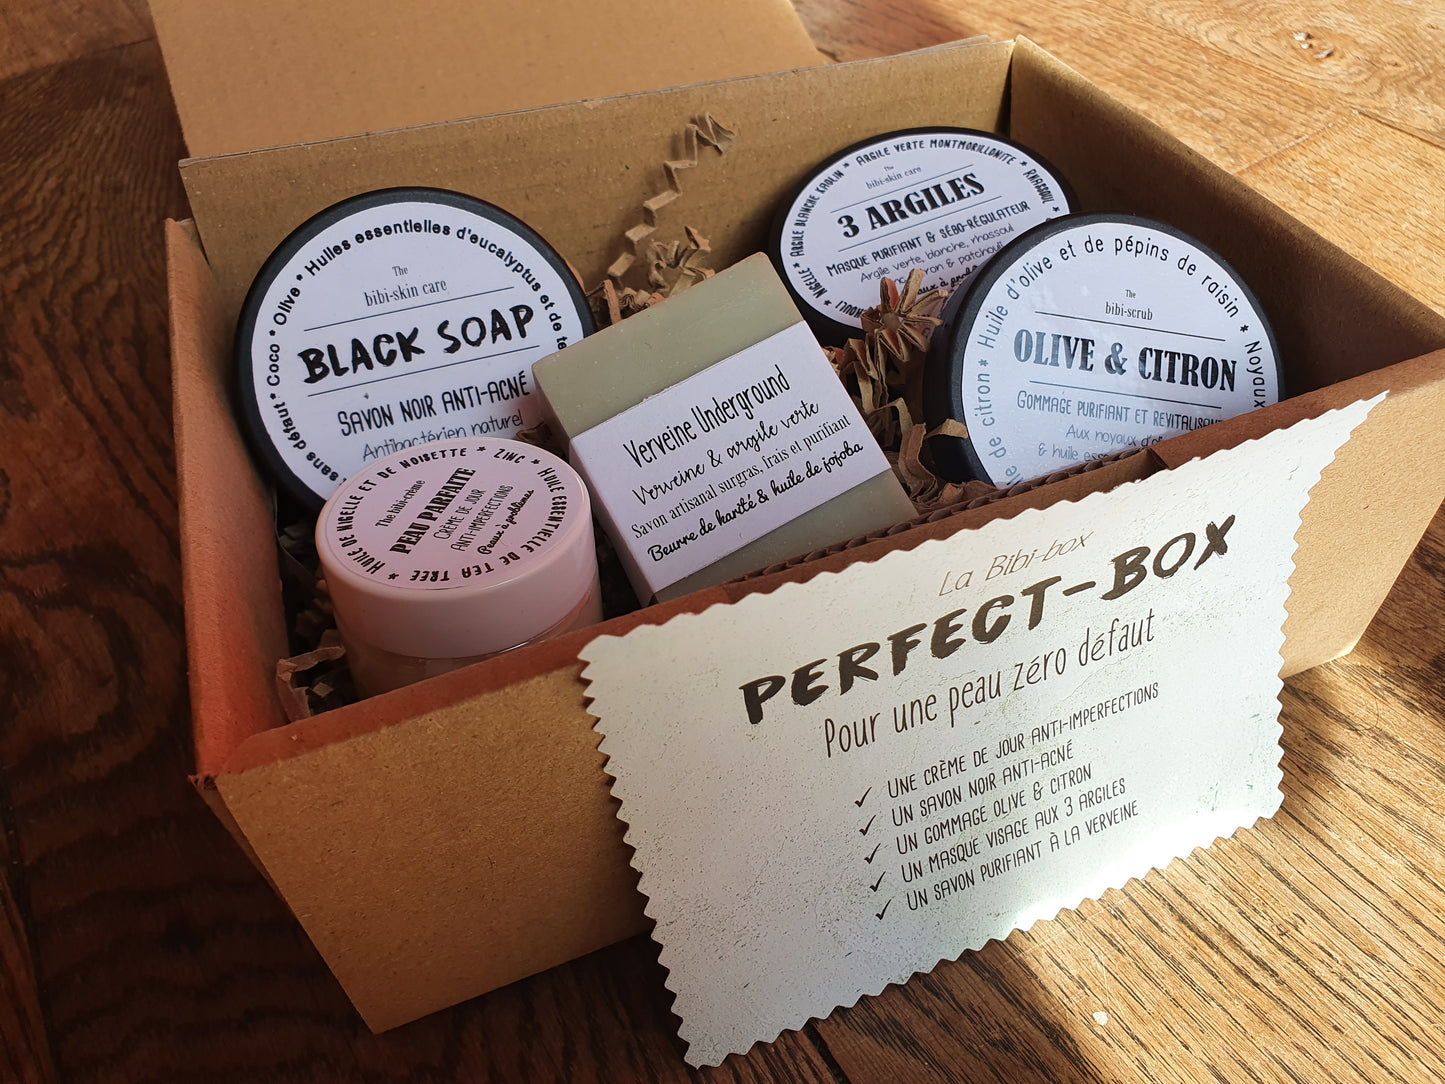 Coco * Olive * Huiles essentielles d'eucalyptus et de
sans défaut *
The
bibi-skin care
BLACK SOAP
SAVON NOIR ANTI-ACNÉ
Antibactérien naturel
ARGILE BLANCHE KAOLIN * ARGILE VERTE MONTMORILLONITE * RHASSOUL *
NIGELLE *
The
bibi-skin care
3 ARGILES
MASQUE PURIFIANT & SÉBO-RÉGULATEUR
Argile verte, blanche, rhassoul
& patchouli
de citron * Huile d'olive et de pépins de raisin * Noyaux
The
bibi-scrub
OLIVE & CITRON
GOMMAGE PURIFIANT ET
Aux noyaux
& huile
HUILE DE NIGELLE ET DE NOISETTE * ZINC * HUILE ESSENTIELLE DE TEA TREE *
The bibi-crème
PEAU PARFAITE
CRÈME DE JOUR
ANTI-IMPERFECTIONS
Peaux à problèmes
Verveine Underground
Verveine & argile verte
Savon artisanal surgras, frais et purifiant
Beurre de karité & huile de jojoba
La Bibi-box
PERFECT-BOX
Pour une peau zéro défaut
✓ UNE CRÈME DE JOUR ANTI-IMPERFECTIONS
✓ UN SAVON NOIR ANTI-ACNÉ
✓ UN GOMMAGE OLIVE & CITRON
✓ UN MASQUE VISAGE AUX 3 ARGILES
✓ UN SAVON PURIFIANT À LA VERVEINE